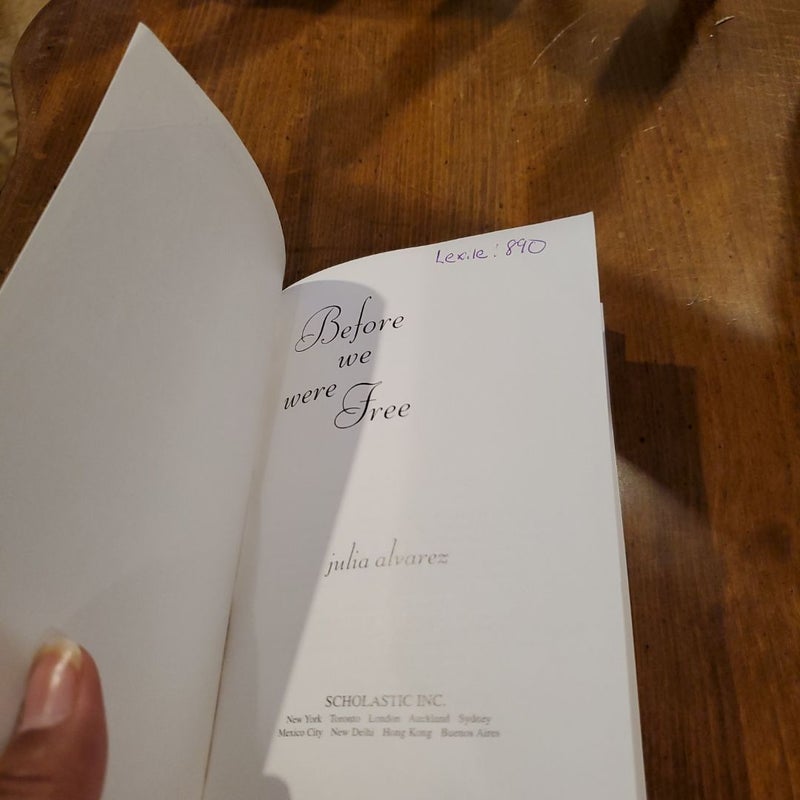 Lexile: 890
Before
we
were Free
julia alvarez
SCHOLASTIC INC.
New York Toronto London Auckland Sydney
Mexico City New Delhi Hong Kong Buenos Aires